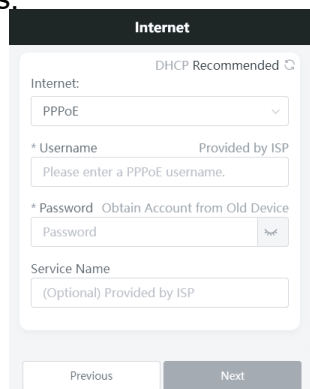 s.
Internet
DHCP Recommended
Internet:
PPPoE
* Username Provided by ISP
Please enter a PPPoE username.
* Password Obtain Account from Old Device
Password
Service Name
(Optional) Provided by ISP
Previous Next